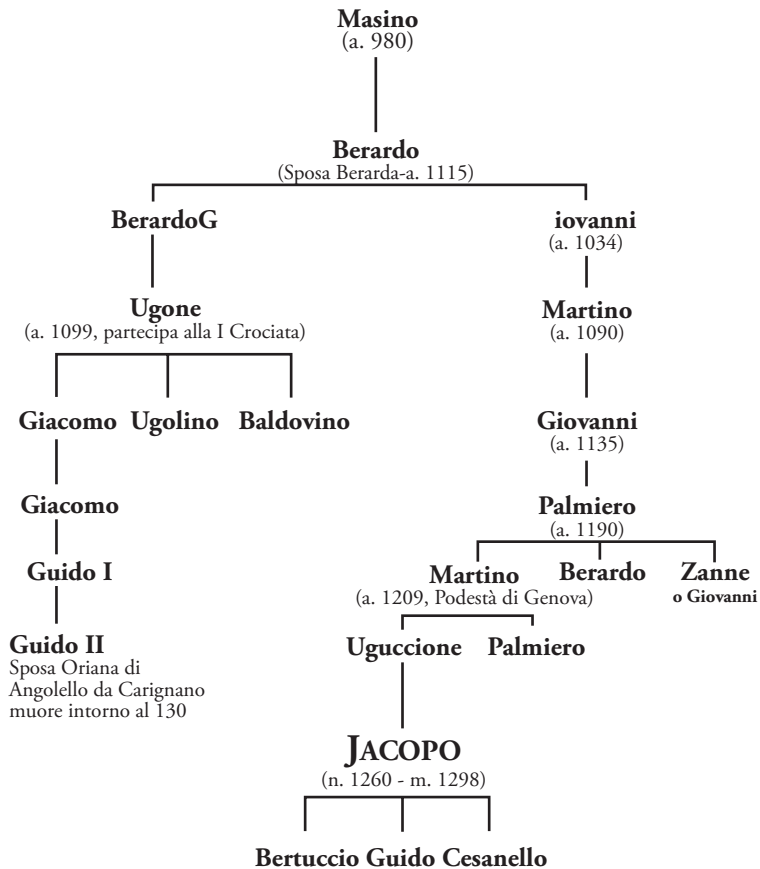 Masino
(a. 980)
Berardo
(Sposa Berarda-a. 1115)
BerardoG iovanni
(a. 1034)
Ugone Martino
(a. 1099, partecipa alla I Crociata) (a. 1090)
Giacomo Ugolino Baldovino Giovanni
(a. 1135)
Giacomo Palmiero
(a. 1190)
Guido I Martino Berardo Zanne
(a. 1209, Podestà di Genova) o Giovanni
Guido II Uguccione Palmiero
Sposa Oriana di
Angolello da Carignano
muore intorno al 130
JACOPO
(n. 1260 - m. 1298)
Bertuccio Guido Cesanello